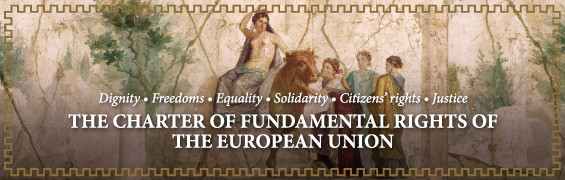 Dignity • Freedoms • Equality • Solidarity • Citizens' rights • Justice
THE CHARTER OF FUNDAMENTAL RIGHTS OF
THE EUROPEAN UNION